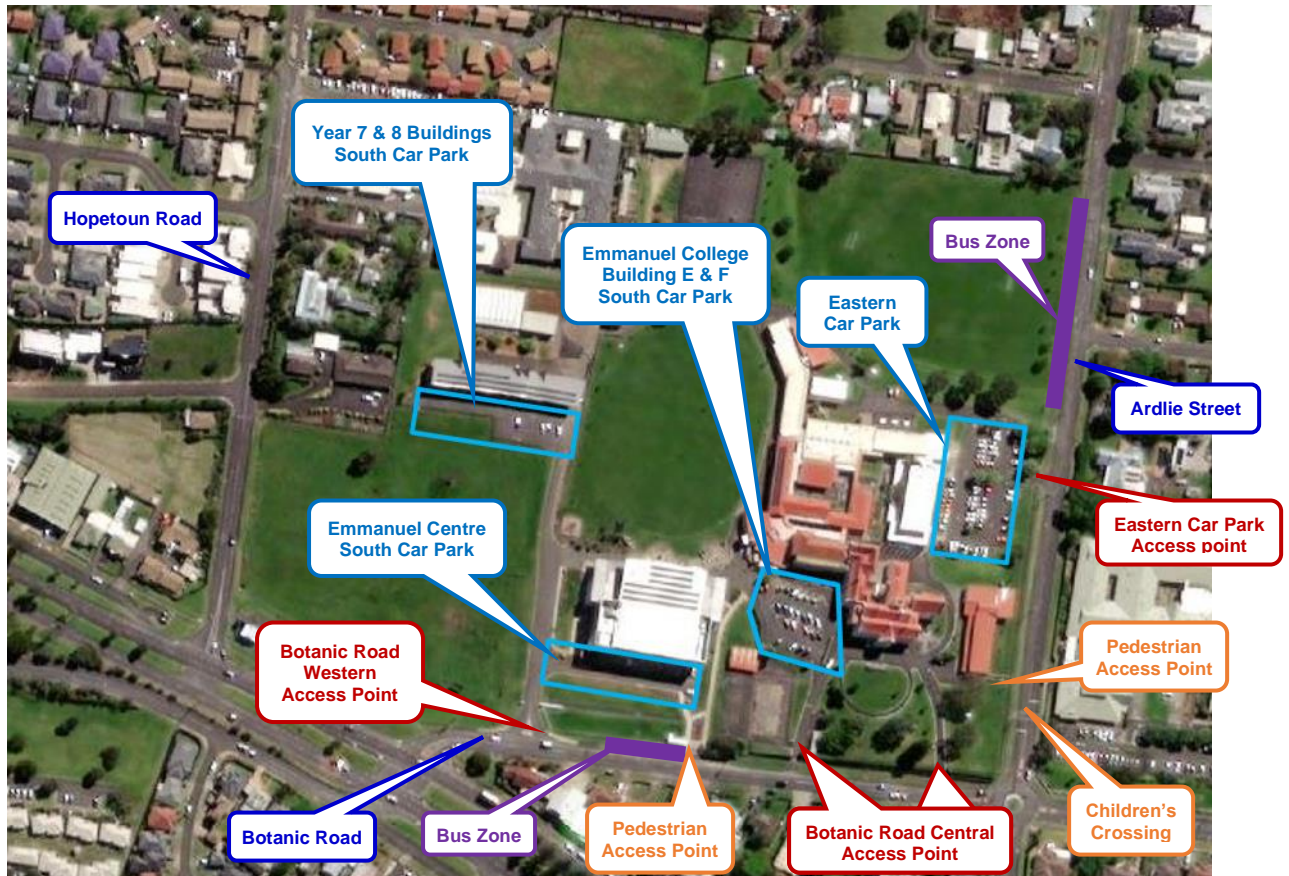 Year 7 & 8 Buildings
South Car Park
Hopetoun Road
Emmanuel College
Building E & F
South Car Park
Bus Zone
Eastern
Car Park
Ardlie Street
Emmanuel Centre
South Car Park
Eastern Car Park
Access point
Botanic Road
Western
Access Point
Pedestrian
Access Point
Botanic Road
Bus Zone
Pedestrian
Access Point
Botanic Road Central
Access Point
Children's
Crossing